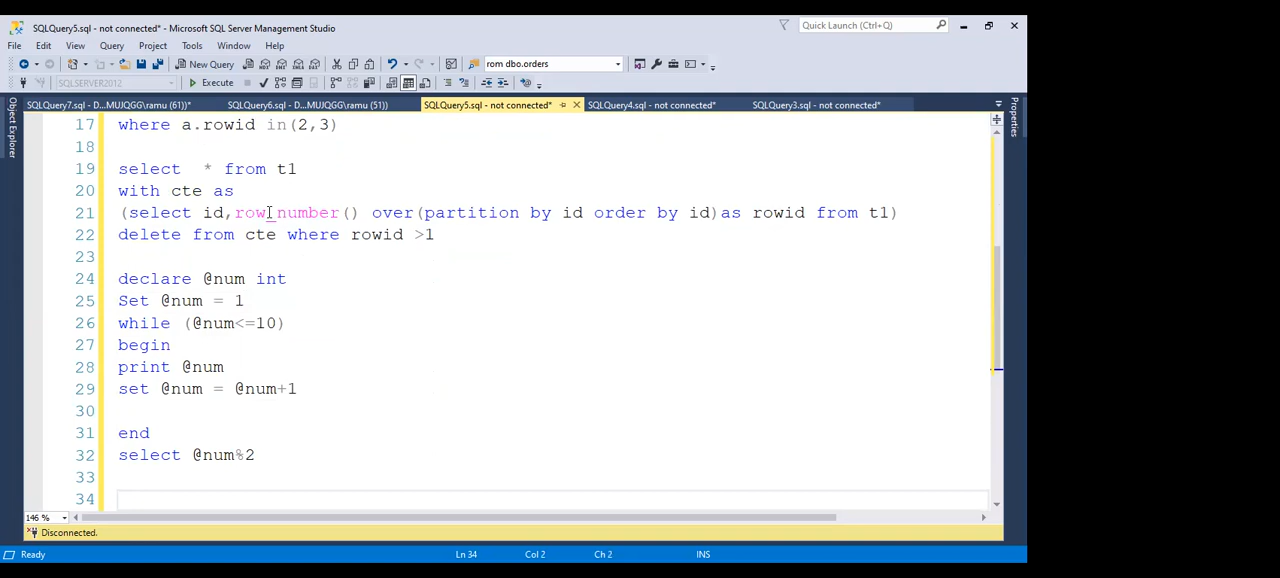 SQLQuery5.sql - not connected* - Microsoft SQL Server Management Studio
Quick Launch (Ctrl+Q)
File Edit View Query Project Tools Window Help
New Query
rom dbo.orders
SQLSERVER2012
Execute
SQLQuery7.sql - D...MUJQGG\ramu (61))*
SQLQuery6.sql - D...MUJQGG\ramu (51))
SQLQuery5.sql - not connected*
SQLQuery4.sql - not connected*
SQLQuery3.sql - not connected*
Object Explorer
Properties
17 where a.rowid in(2,3)
18
19 select  * from t1
20 with cte as
21 (select id,row_number() over(partition by id order by id)as rowid from t1)
22 delete from cte where rowid >1
23
24 declare @num int
25 Set @num = 1
26 while (@num<=10)
27 begin
28 print @num
29 set @num = @num+1
30
31 end
32 select @num%2
33
34
146 %
Disconnected.
Ready Ln 34 Col 2 Ch 2 INS